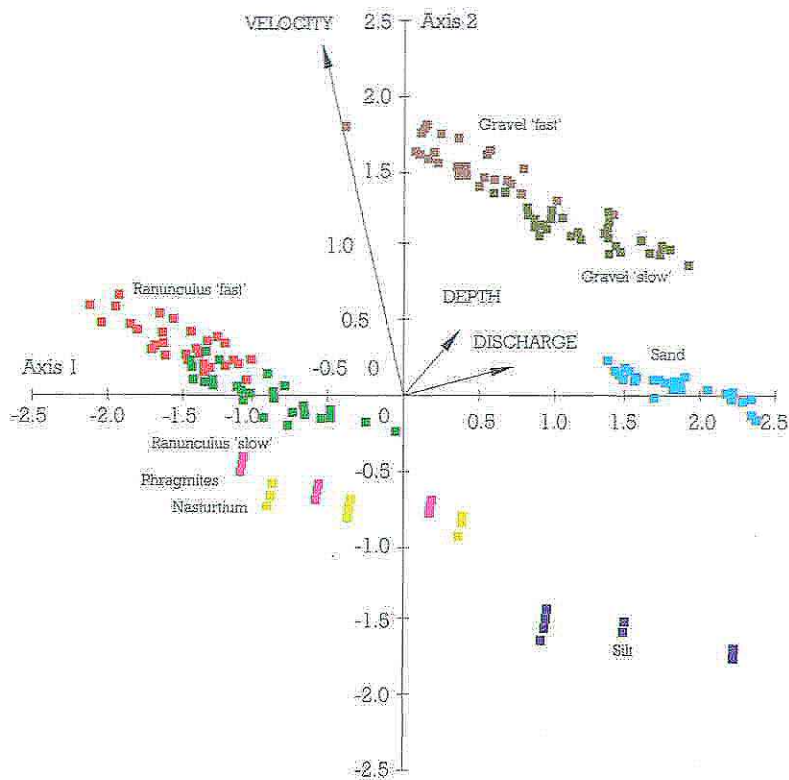 VELOCITY
2.5
Axis 2
2.0
Gravel 'fast'
1.5
1.0
Gravel 'slow'
Ranunculus 'fast'
DEPTH
0.5
DISCHARGE
Sand
Axis 1
-0.5 0
-2.5 -2.0 -1.5 -1.0 0 0.5 1.0 1.5 2.0 2.5
Ranunculus 'slow'
-0.5
Phragmites
Nasturtium
-1.0
-1.5
Silt
-2.0
-2.5